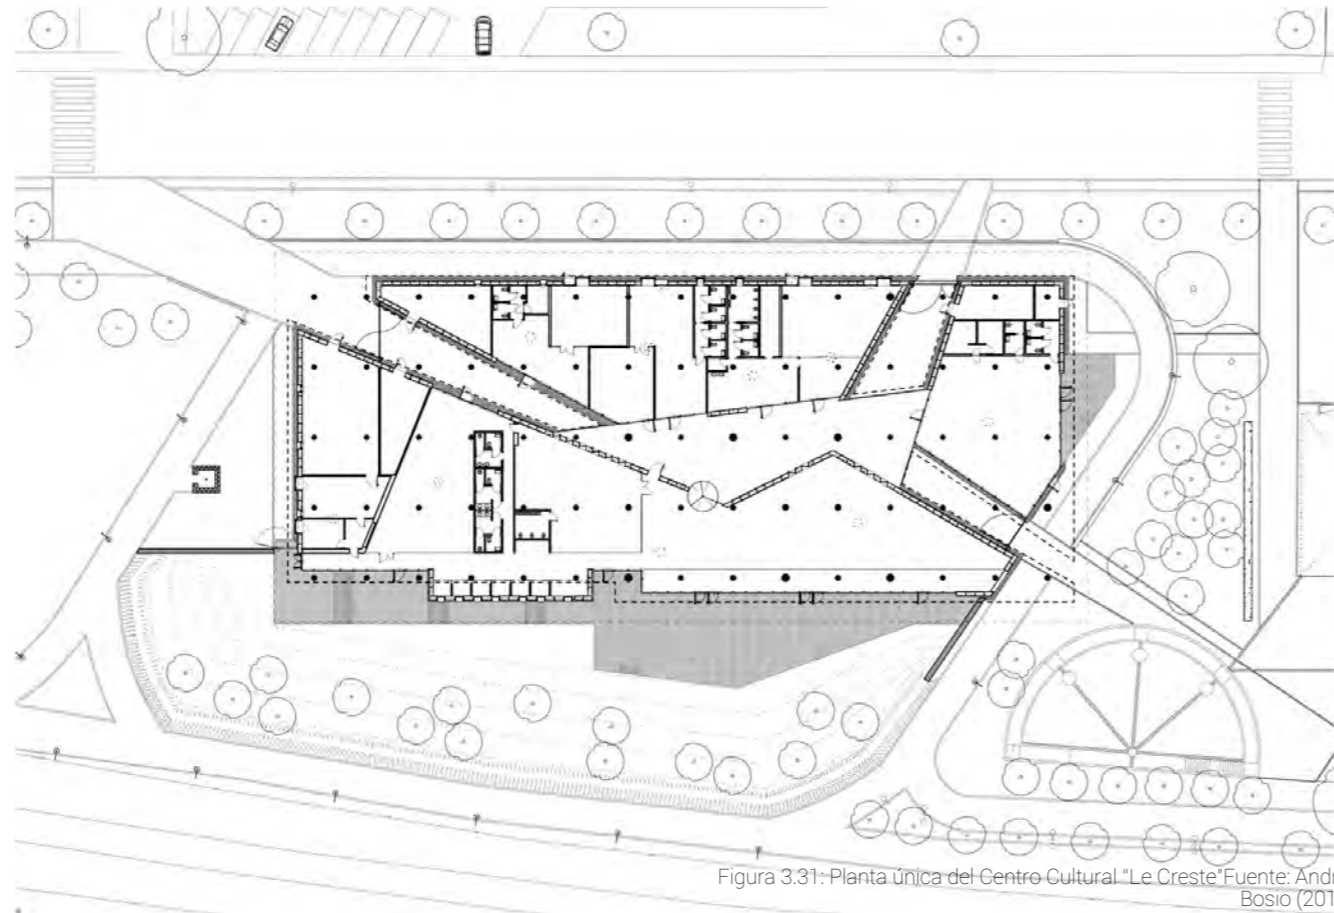 Figura 3.31: Planta única del Centro Cultural "Le Creste"Fuente: Andr
Bosio (201